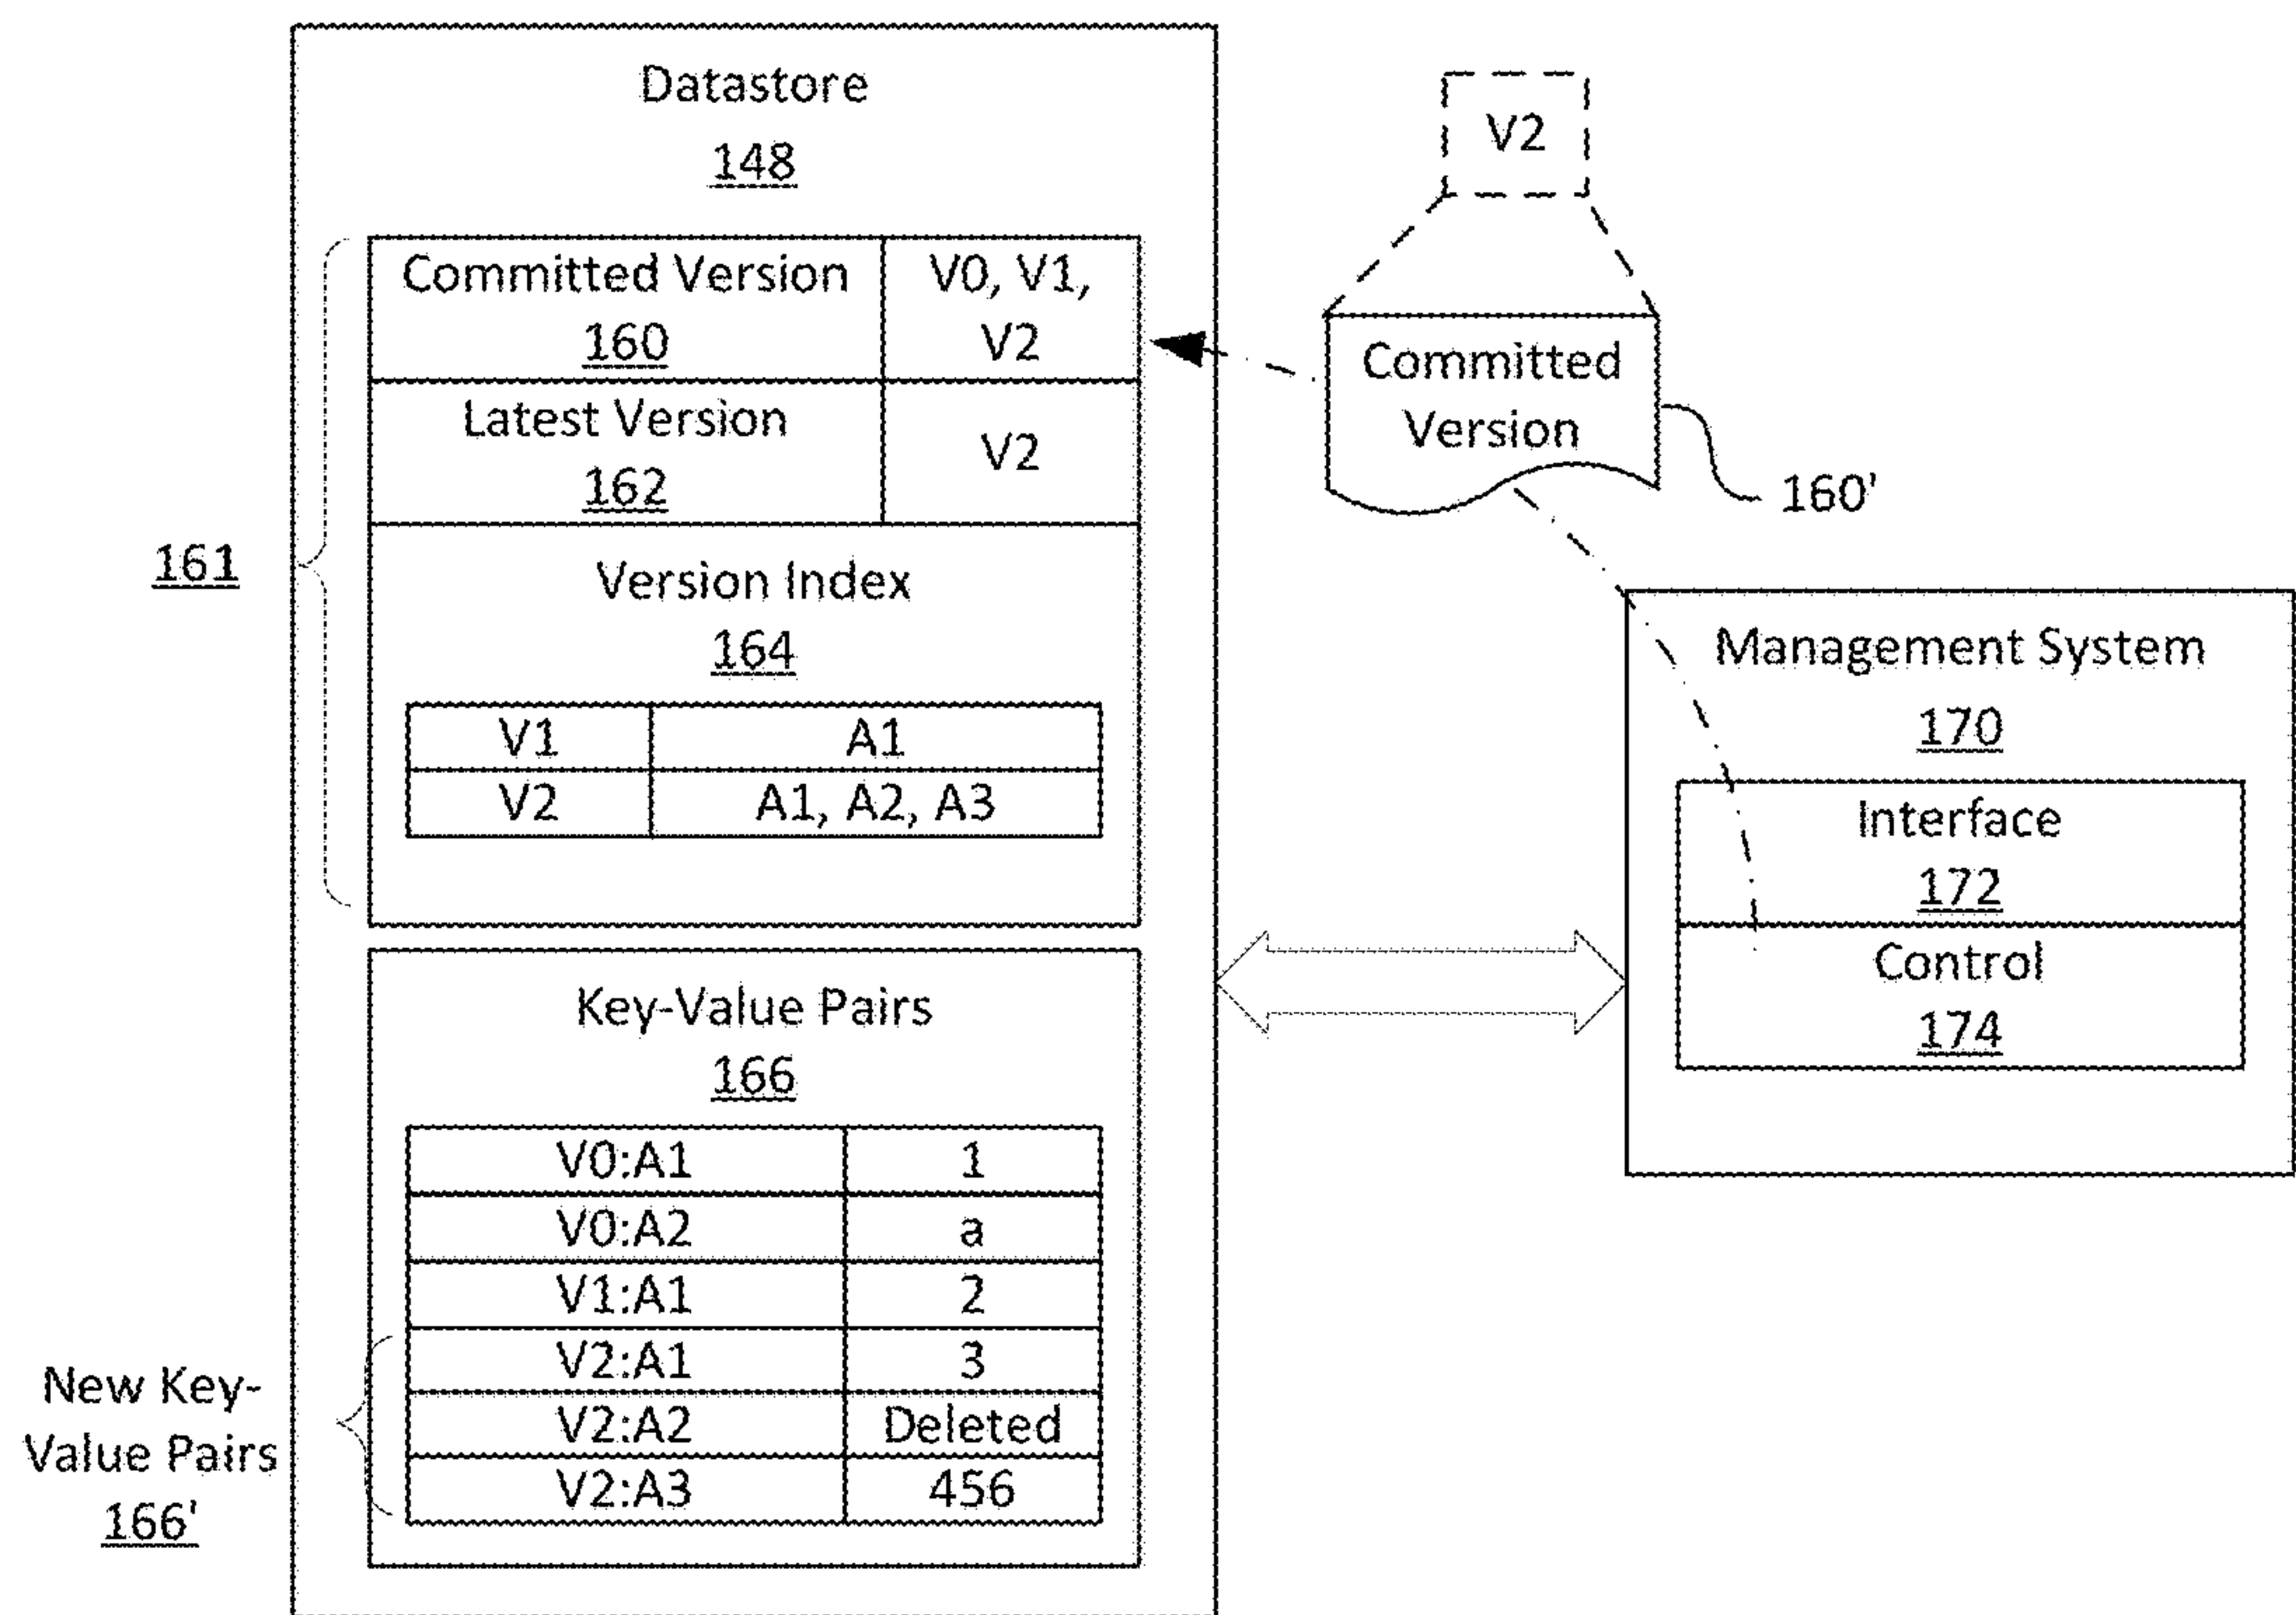 Datastore
148
161
Committed Version
160
V0, V1,
V2
Latest Version
162
V2
Version Index
164
V1 A1
V2 A1, A2, A3
Key-Value Pairs
166
V0:A1 1
V0:A2 a
V1:A1 2
V2:A1 3
V2:A2 Deleted
V2:A3 456
New Key-
Value Pairs
166'
V2
Committed
Version
160'
Management System
170
Interface
172
Control
174